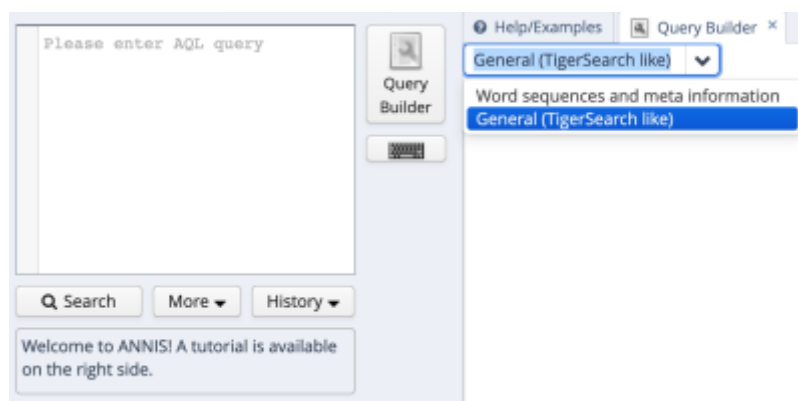 Please enter AQL query
Query
Builder
Search
More
History
Welcome to ANNIS! A tutorial is available
on the right side.
Help/Examples
Query Builder ×
General (TigerSearch like)
Word sequences and meta information
General (TigerSearch like)